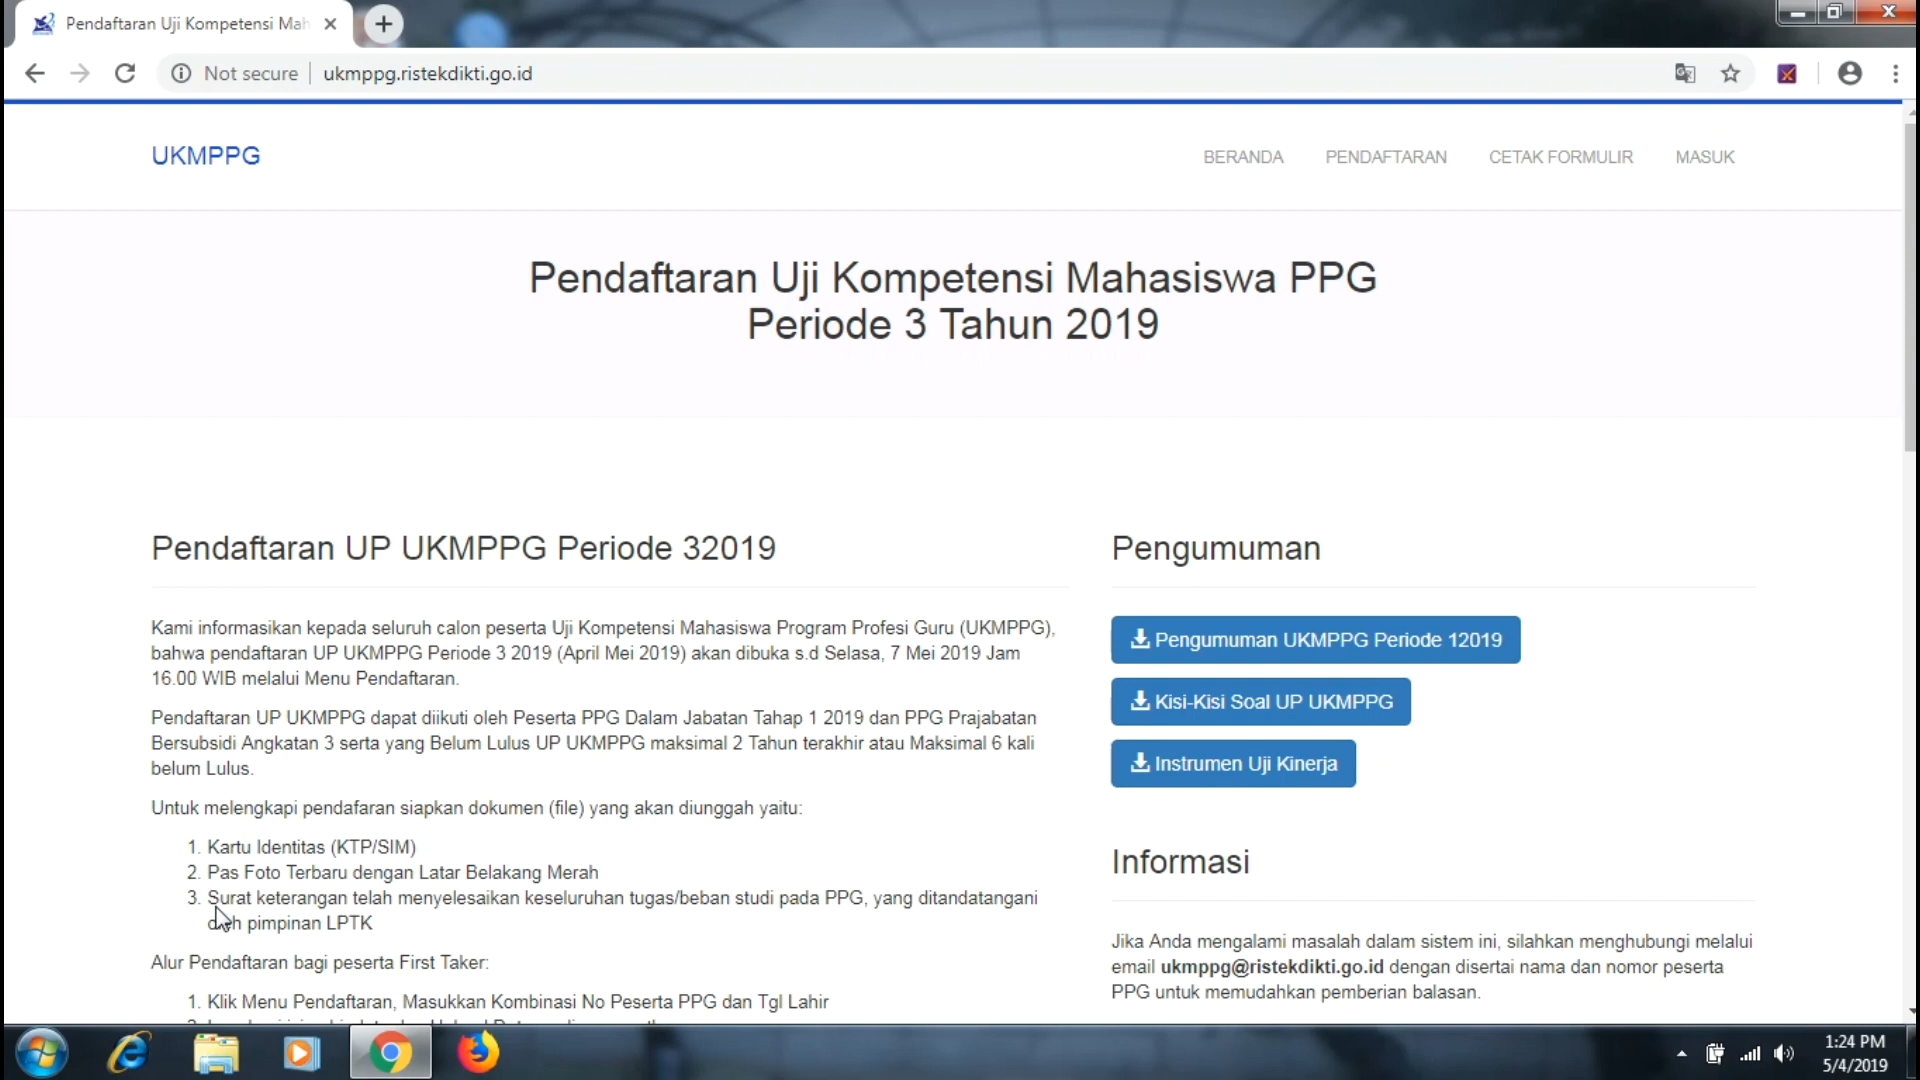 Pendaftaran Uji Kompetensi Mah
Not secure
ukmppg.ristekdikti.go.id
UKMPPG
BERANDA
PENDAFTARAN
CETAK FORMULIR
MASUK
Pendaftaran Uji Kompetensi Mahasiswa PPG
Periode 3 Tahun 2019
Pendaftaran UP UKMPPG Periode 32019
Kami informasikan kepada seluruh calon peserta Uji Kompetensi Mahasiswa Program Profesi Guru (UKMPPG),
bahwa pendaftaran UP UKMPPG Periode 3 2019 (April Mei 2019) akan dibuka s.d Selasa, 7 Mei 2019 Jam
16.00 WIB melalui Menu Pendaftaran.
Pendaftaran UP UKMPPG dapat diikuti oleh Peserta PPG Dalam Jabatan Tahap 1 2019 dan PPG Prajabatan
Bersubsidi Angkatan 3 serta yang Belum Lulus UP UKMPPG maksimal 2 Tahun terakhir atau Maksimal 6 kali
belum Lulus.
Untuk melengkapi pendafaran siapkan dokumen (file) yang akan diunggah yaitu:
1. Kartu Identitas (KTP/SIM)
2. Pas Foto Terbaru dengan Latar Belakang Merah
3. Surat keterangan telah menyelesaikan keseluruhan tugas/beban studi pada PPG, yang ditandatangani
oleh pimpinan LPTK
Alur Pendaftaran bagi peserta First Taker:
1. Klik Menu Pendaftaran, Masukkan Kombinasi No Peserta PPG dan Tgl Lahir
Pengumuman
Pengumuman UKMPPG Periode 12019
Kisi-Kisi Soal UP UKMPPG
Instrumen Uji Kinerja
Informasi
Jika Anda mengalami masalah dalam sistem ini, silahkan menghubungi melalui
email ukmppg@ristekdikti.go.id dengan disertai nama dan nomor peserta
PPG untuk memudahkan pemberian balasan.
1:24 PM
5/4/2019